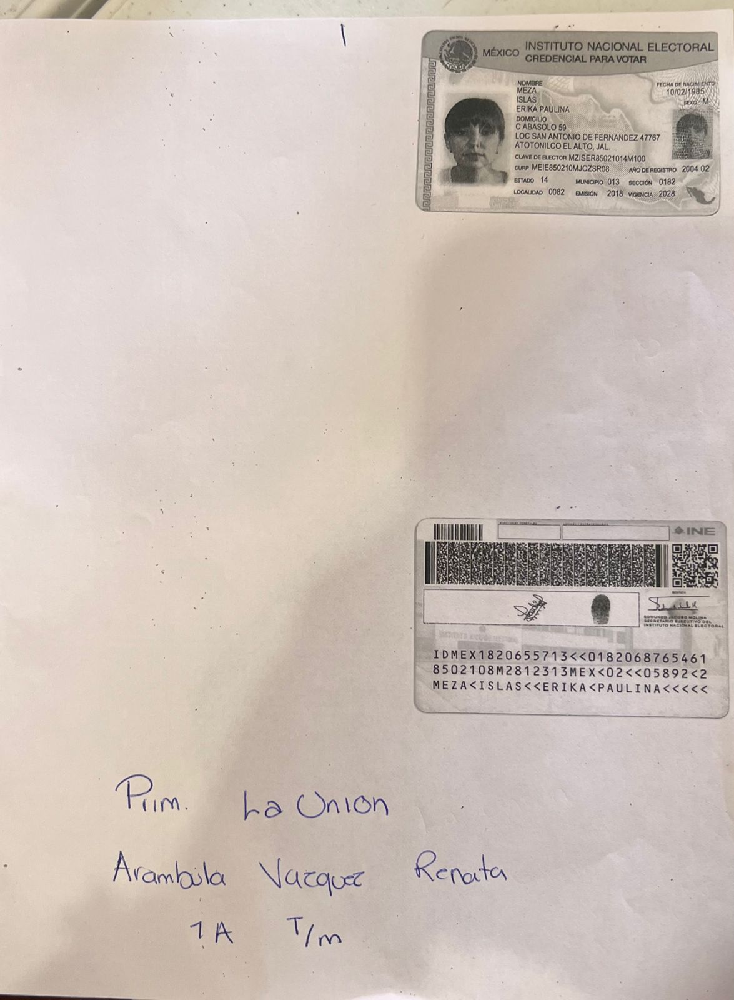 MÉXICO INSTITUTO NACIONAL ELECTORAL
CREDENCIAL PARA VOTAR
NOMBRE
MEZA
ISLAS
ERIKA PAULINA
FECHA DE NACIMIENTO
10/02/1985
SEXO M
DOMICILIO
C ABASOLO 59
LOC SAN ANTONIO DE FERNANDEZ 47767
ATOTONILCO EL ALTO, JAL.
CLAVE DE ELECTOR MZISER85021014M100
CURP MEIE850210MJCZSR08 AÑO DE REGISTRO 2004 02
ESTADO 14 MUNICIPIO 013 SECCIÓN 0182
LOCALIDAD 0082 EMISIÓN 2018 VIGENCIA 2028
INE
EDMUNDO JACOBO MOLINA
SECRETARIO EJECUTIVO DEL
INSTITUTO NACIONAL ELECTORAL
IDMEX1820655713<<0182068765461
8502108M2812313MEX<02<<05892<2
MEZA<ISLAS<<ERIKA<PAULINA<<<<<
Prim. La Union
Arambula Vazquez Renata
1A T/m